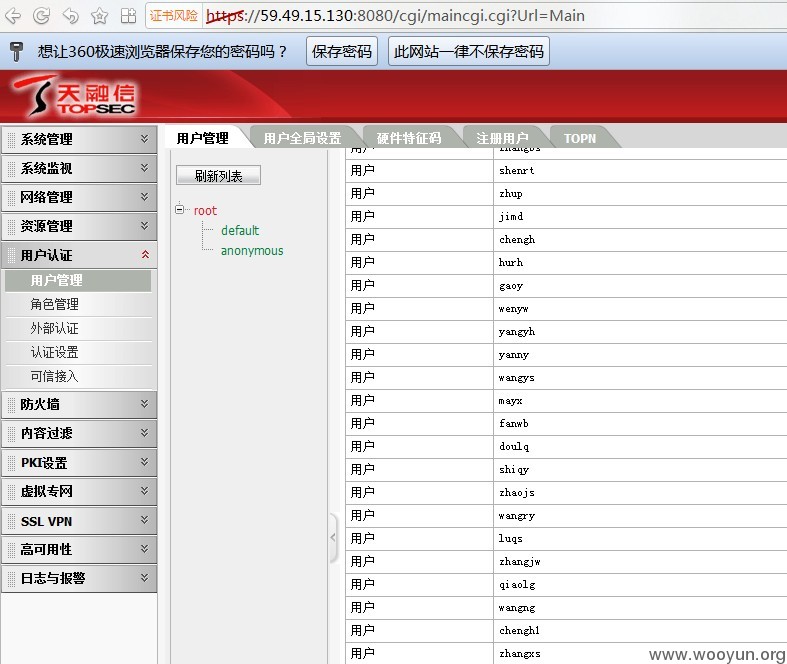 证书风险 https://59.49.15.130:8080/cgi/maincgi.cgi?Url=Main
想让360极速浏览器保存您的密码吗？ 保存密码 此网站一律不保存密码
天融信
TOPSEC
系统管理
系统监视
网络管理
资源管理
用户认证
用户管理
角色管理
外部认证
认证设置
可信接入
防火墙
内容过滤
PKI设置
虚拟专网
SSL VPN
高可用性
日志与报警
用户管理 用户全局设置 硬件特征码 注册用户 TOPN
刷新列表
root
default
anonymous
用户 shenrt
用户 zhup
用户 jimd
用户 chengh
用户 hurh
用户 gaoy
用户 wenyw
用户 yangyh
用户 yanny
用户 wangys
用户 mayx
用户 fanwb
用户 doulq
用户 shiqy
用户 zhaojs
用户 wangry
用户 luqs
用户 zhangjw
用户 qiaolg
用户 wangng
用户 chengh1
用户 zhangxs
www.wooyun.org